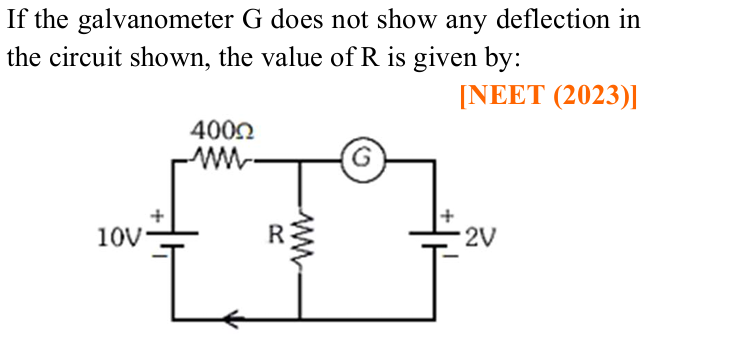 If the galvanometer G does not show any deflection in
the circuit shown, the value of R is given by:
[NEET (2023)]
400Ω
G
+
10V
−
R
+
2V
−